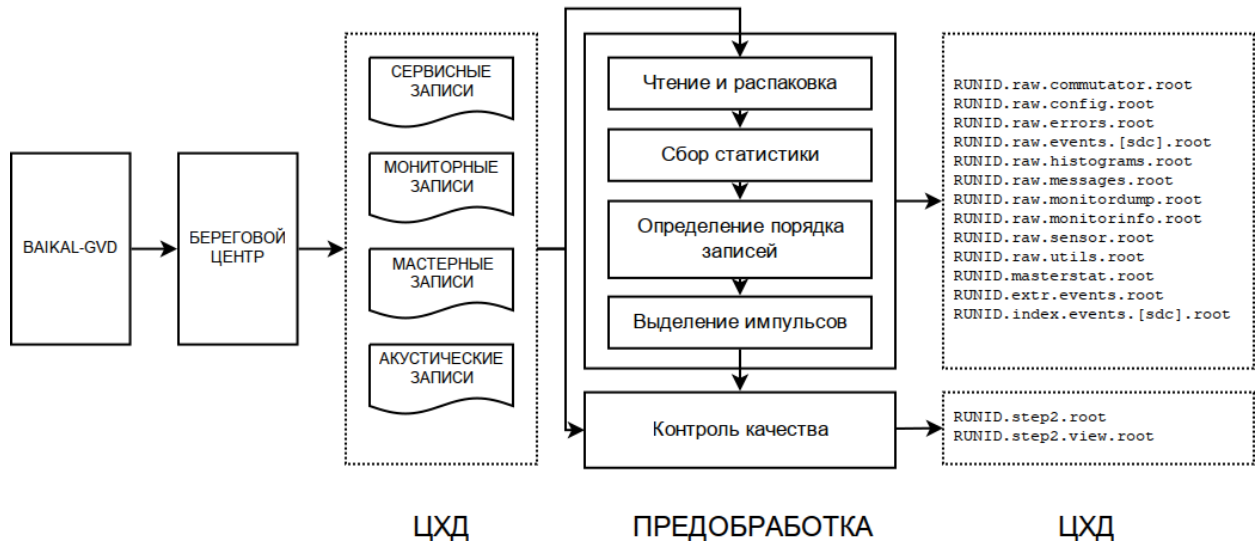 BAIKAL-GVD
БЕРЕГОВОЙ
ЦЕНТР
СЕРВИСНЫЕ
ЗАПИСИ
МОНИТОРНЫЕ
ЗАПИСИ
МАСТЕРНЫЕ
ЗАПИСИ
АКУСТИЧЕСКИЕ
ЗАПИСИ
Чтение и распаковка
Сбор статистики
Определение порядка
записей
Выделение импульсов
Контроль качества
RUNID.raw.commutator.root
RUNID.raw.config.root
RUNID.raw.errors.root
RUNID.raw.events.[sdc].root
RUNID.raw.histograms.root
RUNID.raw.messages.root
RUNID.raw.monitordump.root
RUNID.raw.monitorinfo.root
RUNID.raw.sensor.root
RUNID.raw.utils.root
RUNID.masterstat.root
RUNID.extr.events.root
RUNID.index.events.[sdc].root
RUNID.step2.root
RUNID.step2.view.root
ЦХД
ПРЕДОБРАБОТКА
ЦХД